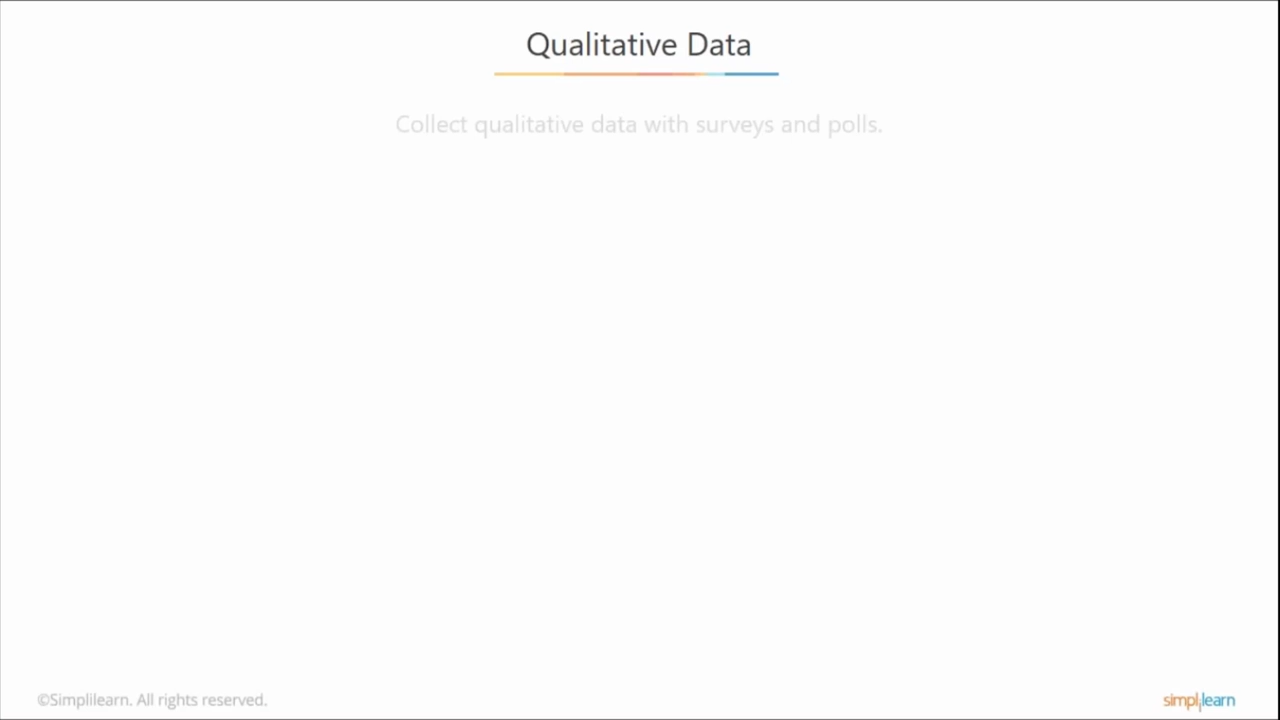 Qualitative Data
Collect qualitative data with surveys and polls.
©Simplilearn. All rights reserved.
simplilearn